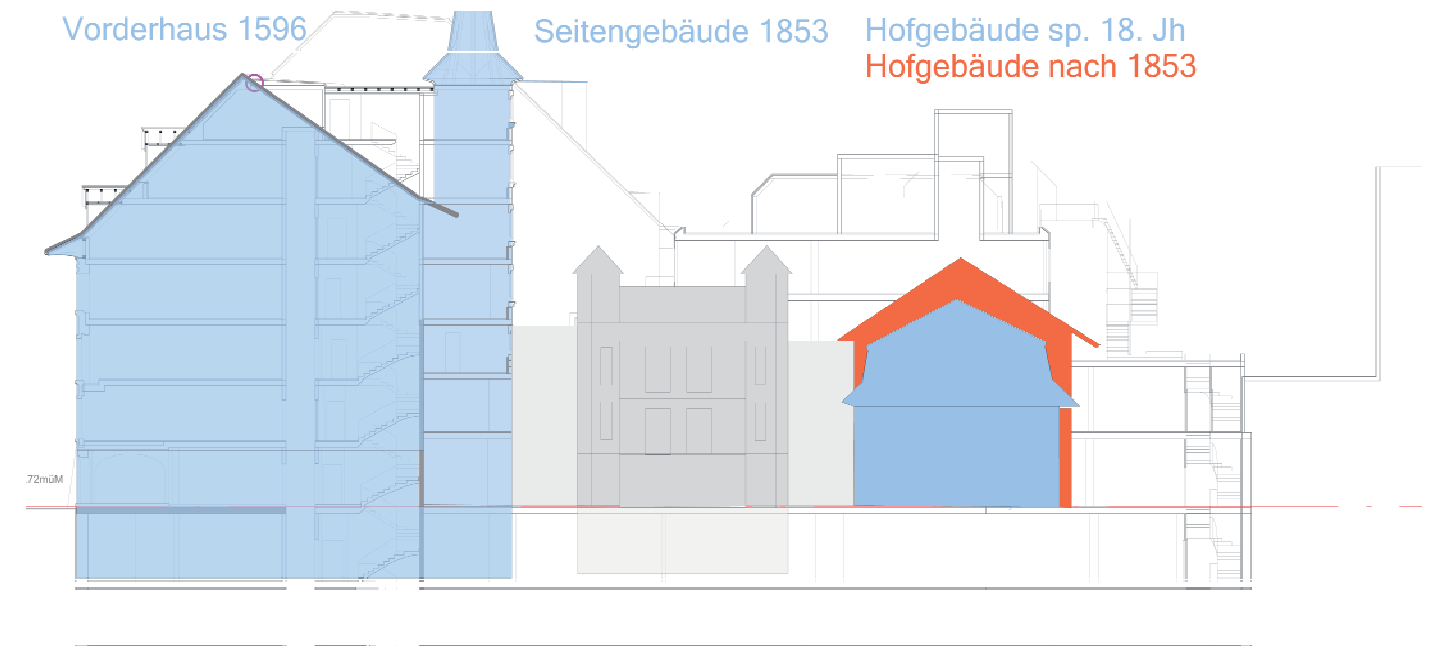 Vorderhaus 1596
Seitengebäude 1853
Hofgebäude sp. 18. Jh
Hofgebäude nach 1853
.72müM